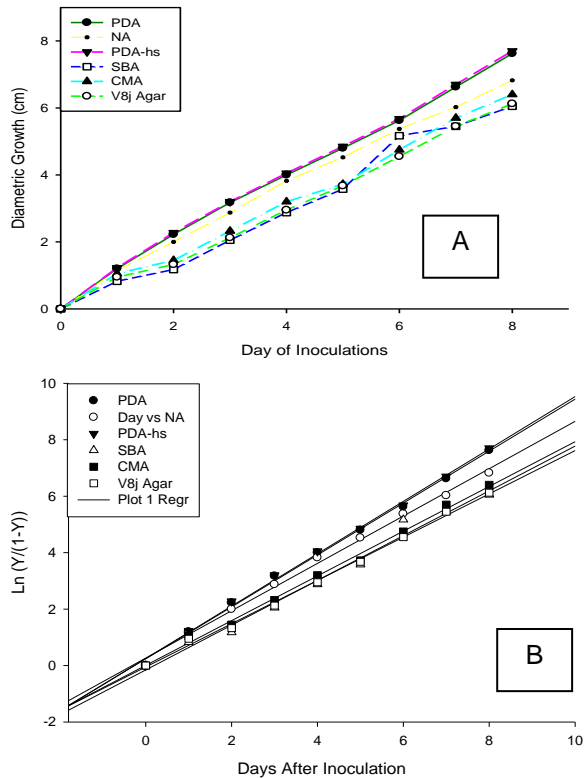 PDA
NA
PDA-hs
SBA
CMA
V8j Agar
8
6
4
2
0
Diametric Growth (cm)
A
0 2 4 6 8
Day of Inoculations
10
8
6
4
2
0
-2
Ln (Y/(1-Y))
PDA
Day vs NA
PDA-hs
SBA
CMA
V8j Agar
Plot 1 Regr
B
0 2 4 6 8 10
Days After Inoculation